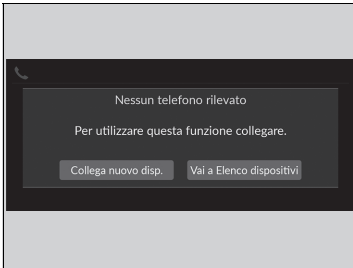 Nessun telefono rilevato
Per utilizzare questa funzione collegare.
Collega nuovo disp.
Vai a Elenco dispositivi